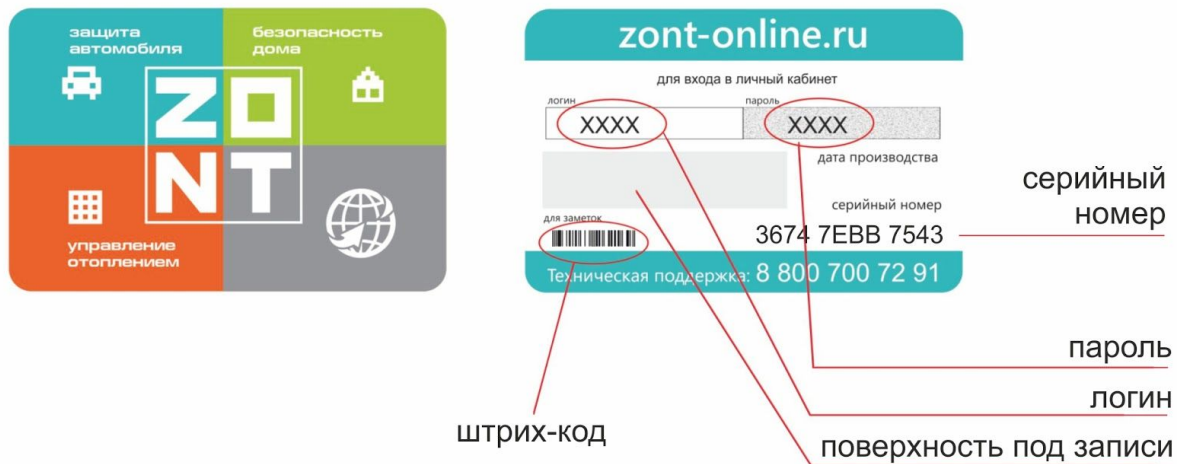 защита
автомобиля
безопасность
дома
ZO
NT
управление
отоплением
zont-online.ru
для входа в личный кабинет
логин
пароль
XXXX
XXXX
дата производства
серийный номер
для заметок
3674 7EBB 7543
Техническая поддержка: 8 800 700 72 91
серийный
номер
пароль
логин
штрих-код
поверхность под записи